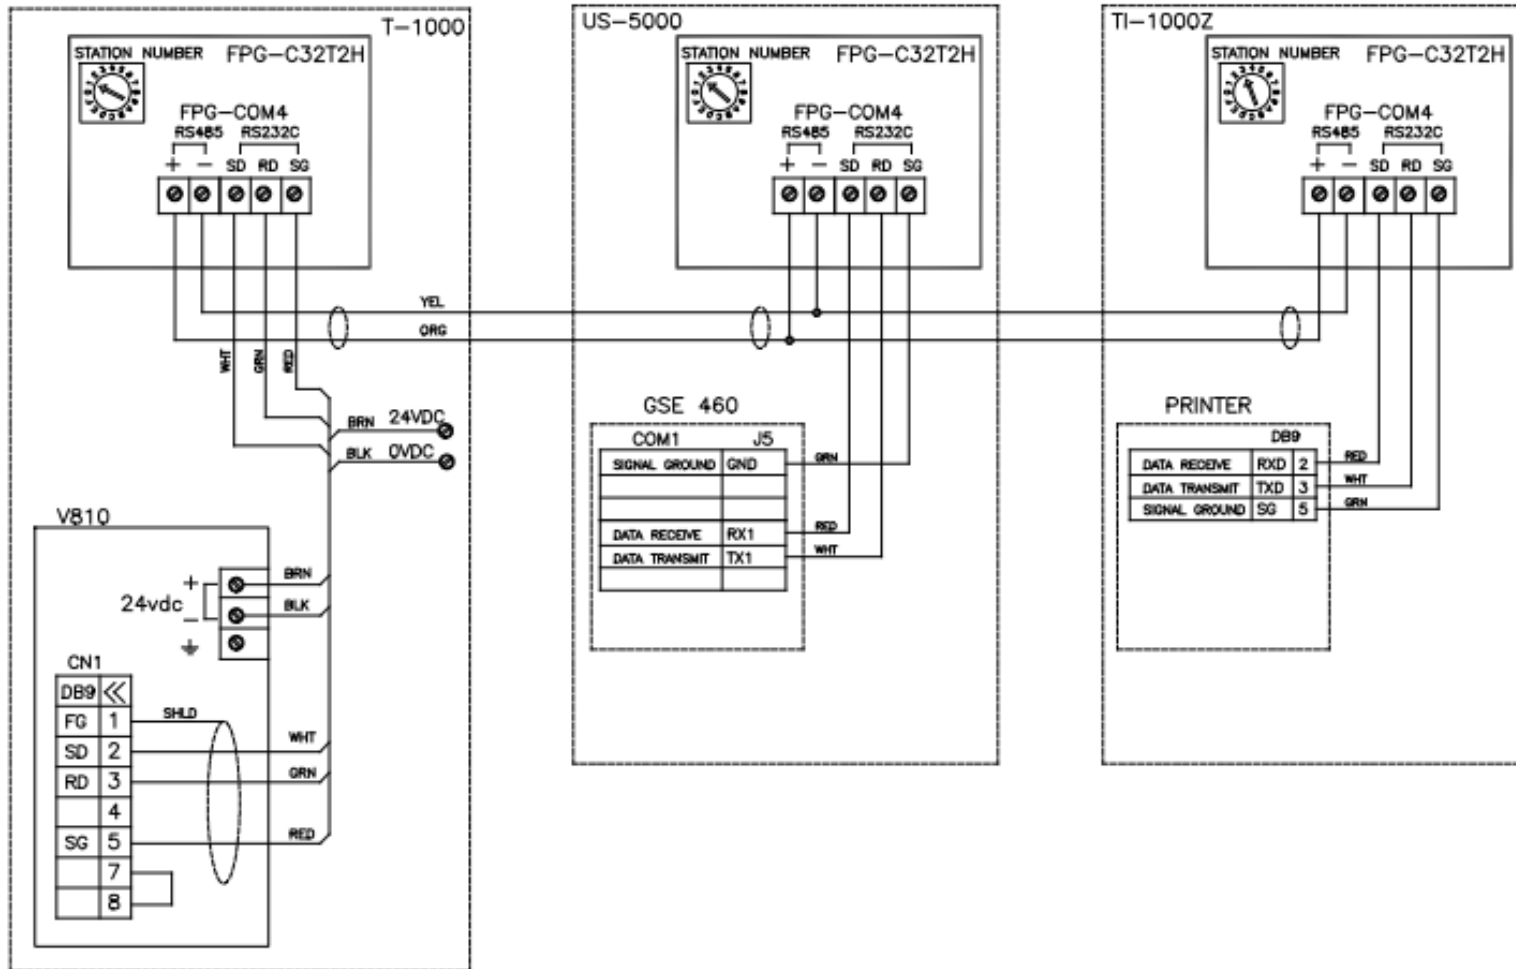 T-1000
STATION NUMBER FPG-C32T2H
FPG-COM4
RS485 RS232C
+ - SD RD SG
YEL
ORG
WHT
GRN
RED
BRN 24VDC
BLK 0VDC
V810
+
24vdc
-
BRN
BLK
CN1
DB9
FG 1 SHLD
SD 2 WHT
RD 3 GRN
4
SG 5 RED
7
8
US-5000
STATION NUMBER FPG-C32T2H
FPG-COM4
RS485 RS232C
+ - SD RD SG
GSE 460
COM1 J5
SIGNAL GROUND GND GRN
DATA RECEIVE RX1 RED
DATA TRANSMIT TX1 WHT
TI-1000Z
STATION NUMBER FPG-C32T2H
FPG-COM4
RS485 RS232C
+ - SD RD SG
PRINTER
DB9
DATA RECEIVE RXD 2 RED
DATA TRANSMIT TXD 3 WHT
SIGNAL GROUND SG 5 GRN